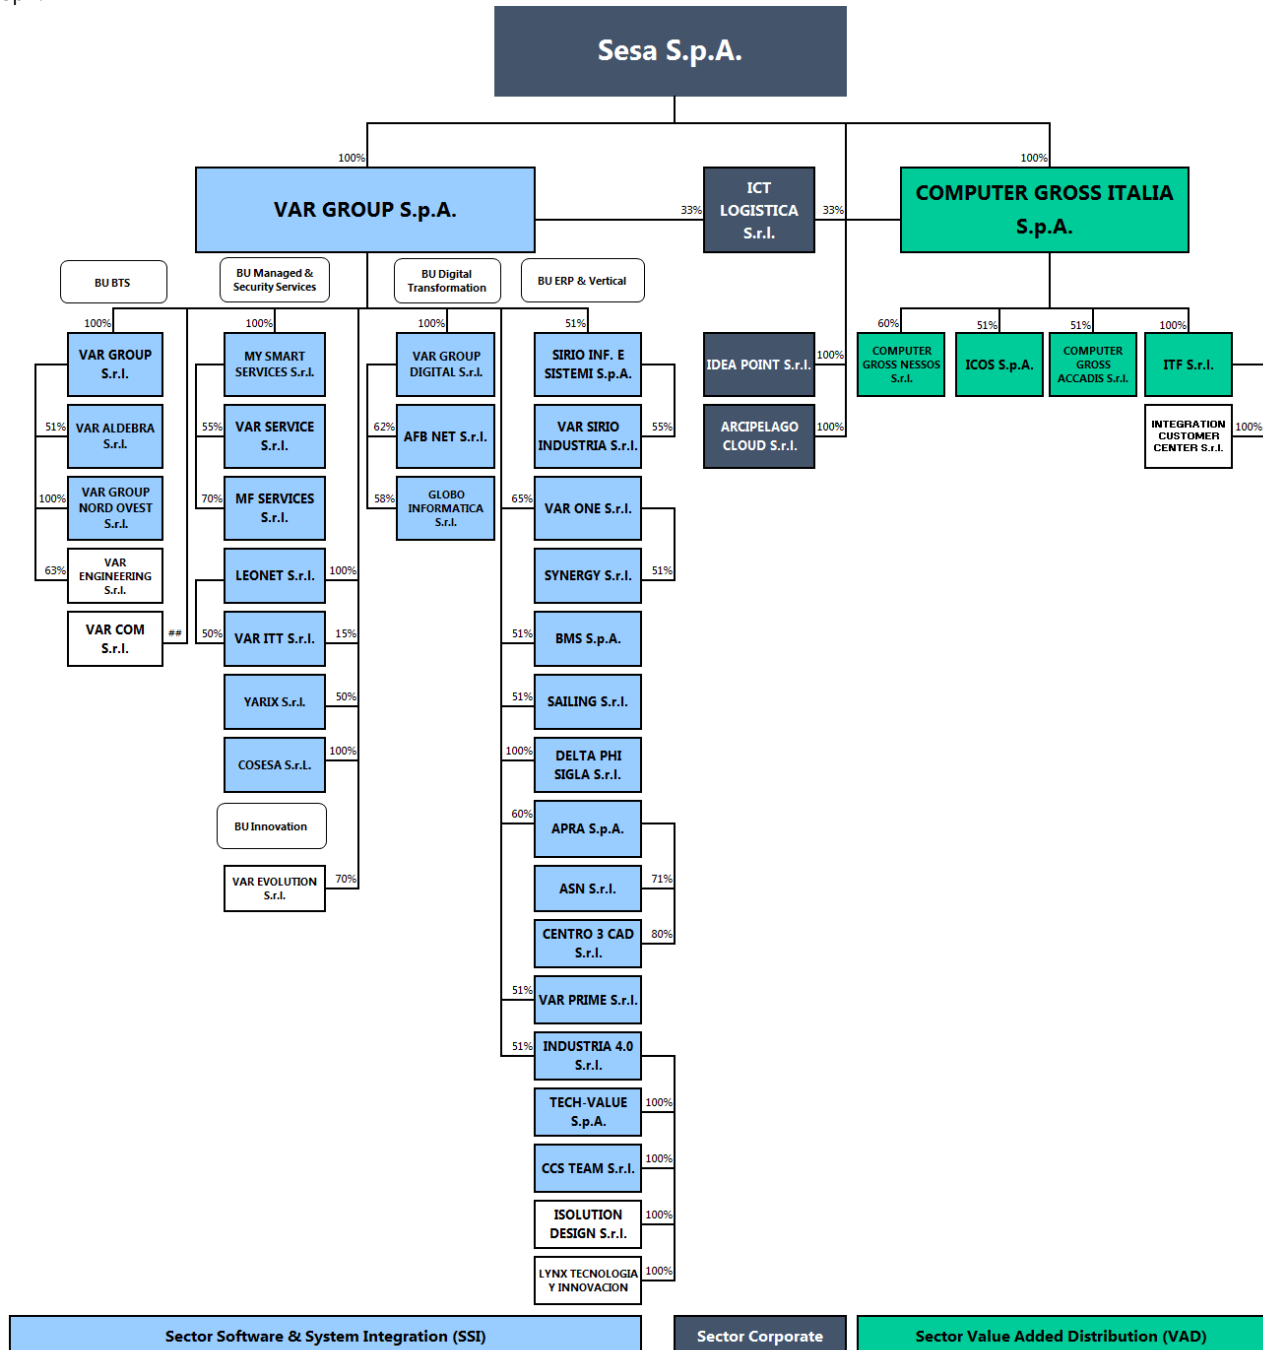 Sesa S.p.A.
100%
100%
VAR GROUP S.p.A.
33%
ICT
LOGISTICA
S.r.l.
33%
COMPUTER GROSS ITALIA
S.p.A.
BU BTS
BU Managed &
Security Services
BU Digital
Transformation
BU ERP & Vertical
100%
100%
100%
51%
60%
51%
51%
100%
VAR GROUP
S.r.l.
MY SMART
SERVICES S.r.l.
VAR GROUP
DIGITAL S.r.l.
SIRIO INF. E
SISTEMI S.p.A.
IDEA POINT S.r.l.
100%
COMPUTER
GROSS NESSOS
S.r.l.
ICOS S.p.A.
COMPUTER
GROSS
ACCADIS S.r.l.
ITF S.r.l.
51%
VAR ALDEBRA
S.r.l.
55%
VAR SERVICE
S.r.l.
62%
AFB NET S.r.l.
VAR SIRIO
INDUSTRIA S.r.l.
55%
ARCIPELAGO
CLOUD S.r.l.
100%
INTEGRATION
CUSTOMER
CENTER S.r.l.
100%
100%
VAR GROUP
NORD OVEST
S.r.l.
70%
MF SERVICES
S.r.l.
58%
GLOBO
INFORMATICA
S.r.l.
65%
VAR ONE S.r.l.
63%
VAR
ENGINEERING
S.r.l.
LEONET S.r.l.
100%
SYNERGY S.r.l.
51%
VAR COM
S.r.l.
##
50%
VAR ITT S.r.l.
15%
51%
BMS S.p.A.
YARIX S.r.l.
50%
51%
SAILING S.r.l.
COSESA S.r.L.
100%
100%
DELTA PHI
SIGLA S.r.l.
BU Innovation
60%
APRA S.p.A.
VAR EVOLUTION
S.r.l.
70%
ASN S.r.l.
71%
CENTRO 3 CAD
S.r.l.
80%
51%
VAR PRIME S.r.l.
51%
INDUSTRIA 4.0
S.r.l.
TECH-VALUE
S.p.A.
100%
CCS TEAM S.r.l.
100%
ISOLUTION
DESIGN S.r.l.
100%
LYNX TECNOLOGIA
Y INNOVACION
100%
Sector Software & System Integration (SSI)
Sector Corporate
Sector Value Added Distribution (VAD)